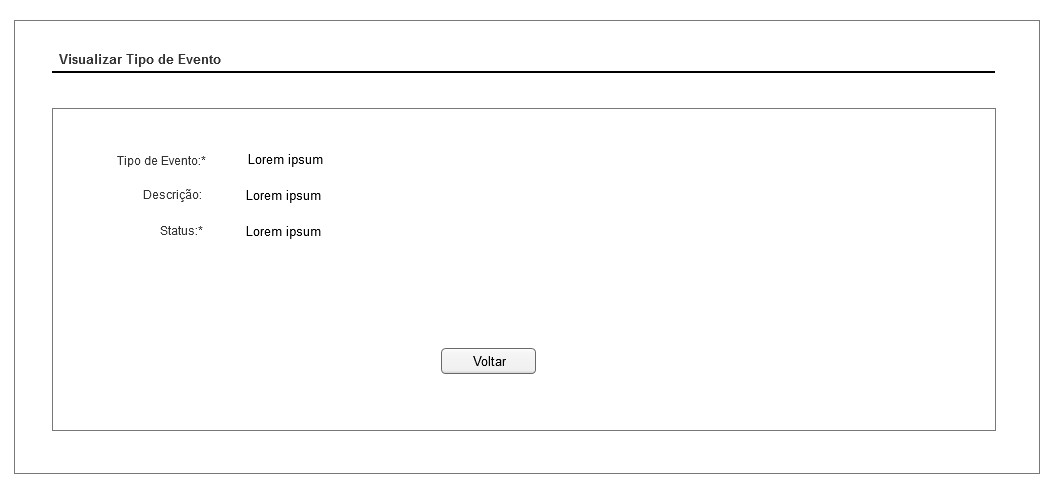 Visualizar Tipo de Evento
Tipo de Evento:* Lorem ipsum
Descrição: Lorem ipsum
Status:* Lorem ipsum
Voltar